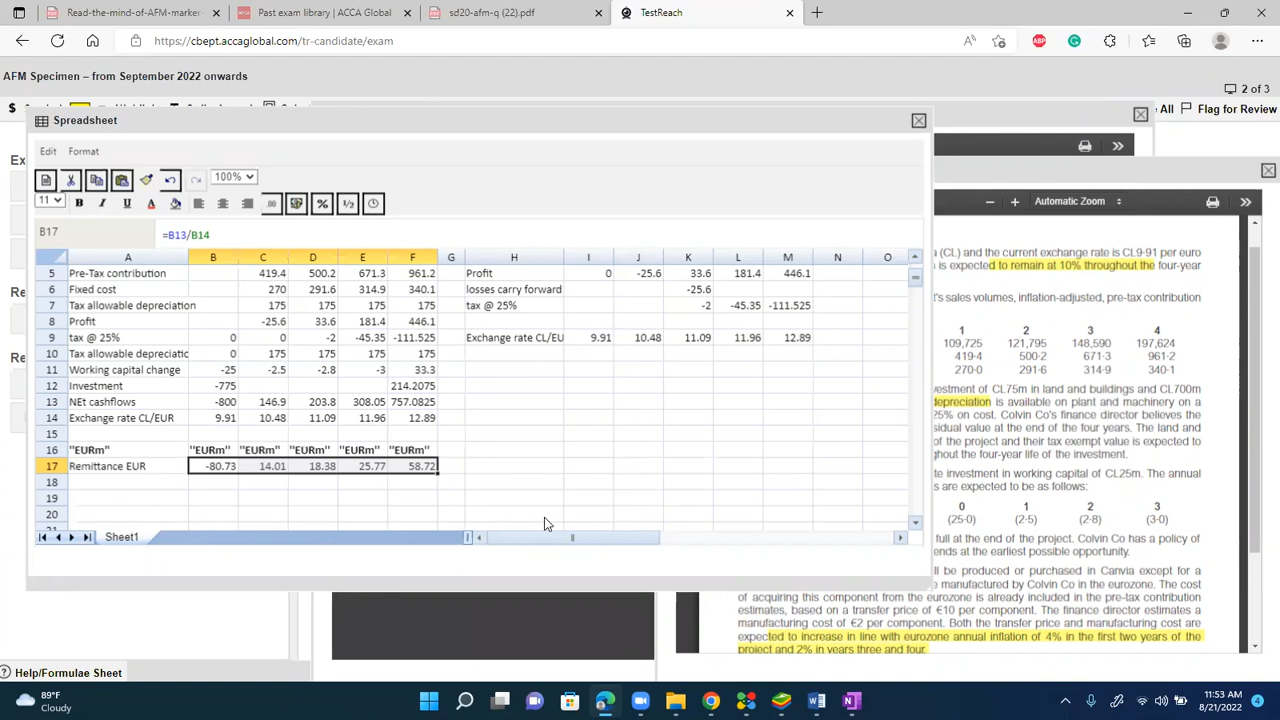 Read-the-mind-of-AFM-marker-
Past exam library | ACCA Global
sd20-afm-q (22).pdf
TestReach
https://cbept.accaglobal.com/tr-candidate/exam
AFM Specimen – from September 2022 onwards
2 of 3
All Flag for Review
Spreadsheet
Edit Format
100%
11 B I U A .00 % 1/2
B17 =B13/B14
A B C D E F G H I J K L M N O
5 Pre-Tax contribution 419.4 500.2 671.3 961.2 Profit 0 -25.6 33.6 181.4 446.1
6 Fixed cost 270 291.6 314.9 340.1 losses carry forward -25.6
7 Tax allowable depreciation 175 175 175 175 tax @ 25% -2 -45.35 -111.525
8 Profit -25.6 33.6 181.4 446.1
9 tax @ 25% 0 0 -2 -45.35 -111.525 Exchange rate CL/EU 9.91 10.48 11.09 11.96 12.89
10 Tax allowable depreciatic 0 175 175 175 175
11 Working capital change -25 -2.5 -2.8 -3 33.3
12 Investment -775 214.2075
13 NEt cashflows -800 146.9 203.8 308.05 757.0825
14 Exchange rate CL/EUR 9.91 10.48 11.09 11.96 12.89
15
16 "EURm" "EURm" "EURm" "EURm" "EURm" "EURm"
17 Remittance EUR -80.73 14.01 18.38 25.77 58.72
18
19
20
Sheet1
Ex
Re
Re
Automatic Zoom
(CL) and the current exchange rate is CL9·91 per euro
is expected to remain at 10% throughout the four-year
t's sales volumes, inflation-adjusted, pre-tax contribution
1 2 3 4
109,725 121,795 148,590 197,624
419·4 500·2 671·3 961·2
270·0 291·6 314·9 340·1
vestment of CL75m in land and buildings and CL700m
depreciation is available on plant and machinery on a
25% on cost. Colvin Co's finance director believes the
sidual value at the end of the four years. The land and
of the project and their tax exempt value is expected to
ghout the four-year life of the investment.
te investment in working capital of CL25m. The annual
are expected to be as follows:
0 1 2 3
(25·0) (2·5) (2·8) (3·0)
full at the end of the project. Colvin Co has a policy of
ends at the earliest possible opportunity.
ll be produced or purchased in Canvia except for a
e manufactured by Colvin Co in the eurozone. The cost
of acquiring this component from the eurozone is already included in the pre-tax contribution
estimates, based on a transfer price of €10 per component. The finance director estimates a
manufacturing cost of €2 per component. Both the transfer price and manufacturing cost are
expected to increase in line with eurozone annual inflation of 4% in the first two years of the
project and 2% in years three and four.
Help/Formulae Sheet
89°F
Cloudy
11:53 AM
8/21/2022